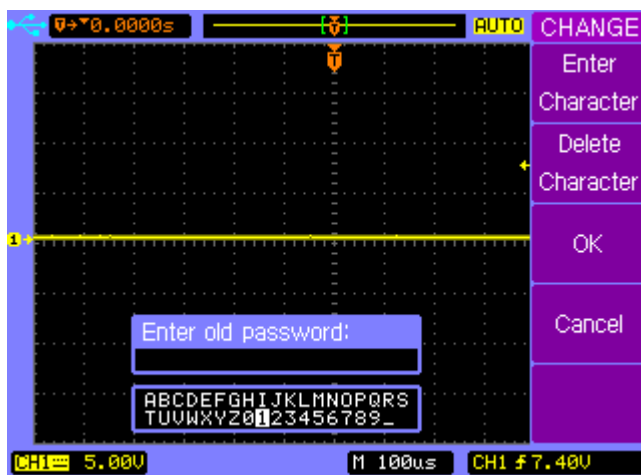 0.0000s
T
AUTO
CHANGE
Enter
Character
Delete
Character
OK
Cancel
T
1
Enter old password:
ABCDEFGHIJKLMNOPQRS
TUVWXYZ0123456789_
CH1 5.00V
M 100us
CH1 7.40V